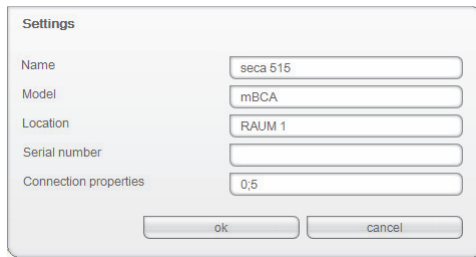 Settings
Name seca 515
Model mBCA
Location RAUM 1
Serial number
Connection properties 0;5
ok cancel